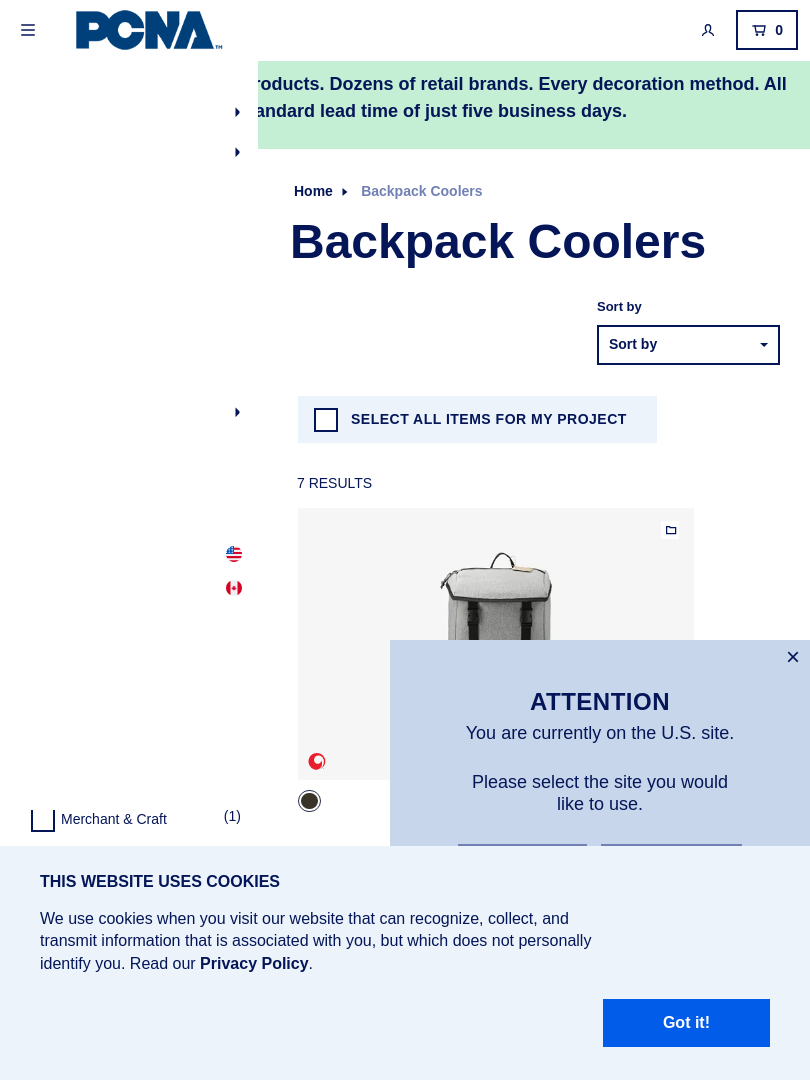 PCNA™
0
roducts. Dozens of retail brands. Every decoration method. All
andard lead time of just five business days.
Home
Backpack Coolers
Backpack Coolers
Sort by
Sort by
SELECT ALL ITEMS FOR MY PROJECT
7 RESULTS
ATTENTION
You are currently on the U.S. site.
Please select the site you would
like to use.
Merchant & Craft (1)
THIS WEBSITE USES COOKIES
We use cookies when you visit our website that can recognize, collect, and
transmit information that is associated with you, but which does not personally
identify you. Read our Privacy Policy.
Got it!